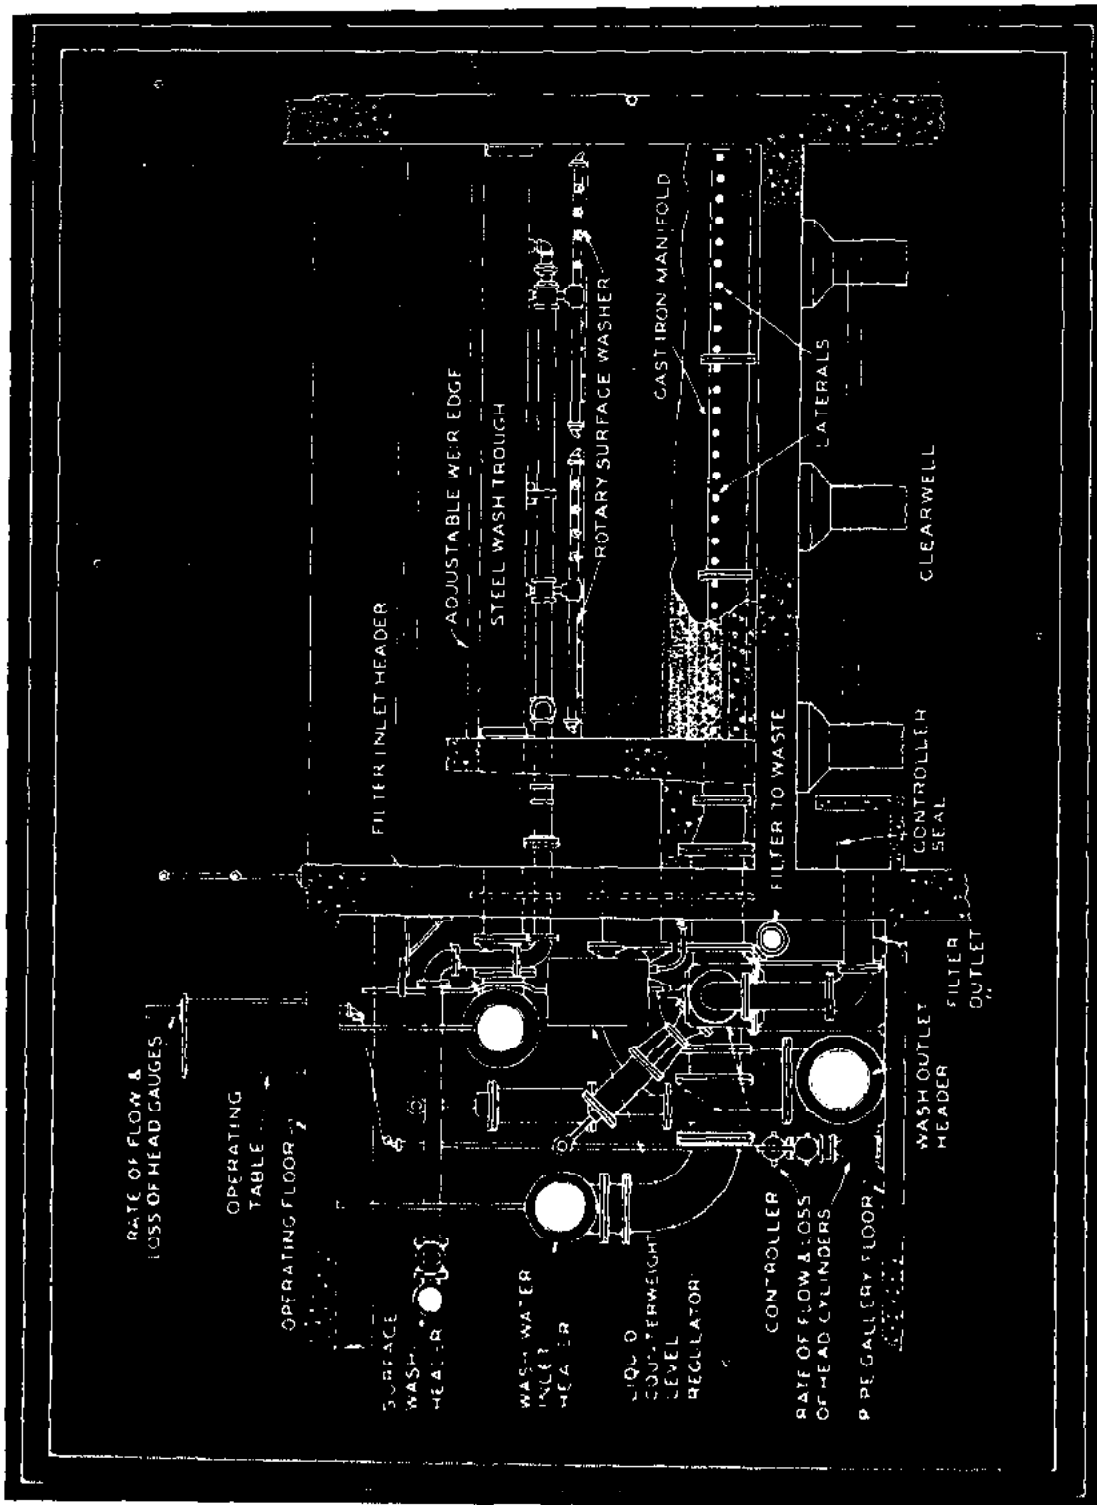 RATE OF FLOW &
LOSS OF HEAD GAUGES
OPERATING
TABLE
OPERATING FLOOR
SURFACE
WASH
HEADER
WASH WATER
INLET
HEADER
LIQUID
COUNTERWEIGHT
LEVEL
REGULATOR
CONTROLLER
RATE OF FLOW & LOSS
OF HEAD CYLINDERS
PIPE GALLERY FLOOR
FILTER INLET HEADER
ADJUSTABLE WEIR EDGE
STEEL WASH TROUGH
ROTARY SURFACE WASHER
CAST IRON MANIFOLD
LATERALS
FILTER TO WASTE
CLEARWELL
CONTROLLER
SEAL
FILTER
OUTLET
WASH OUTLET
HEADER